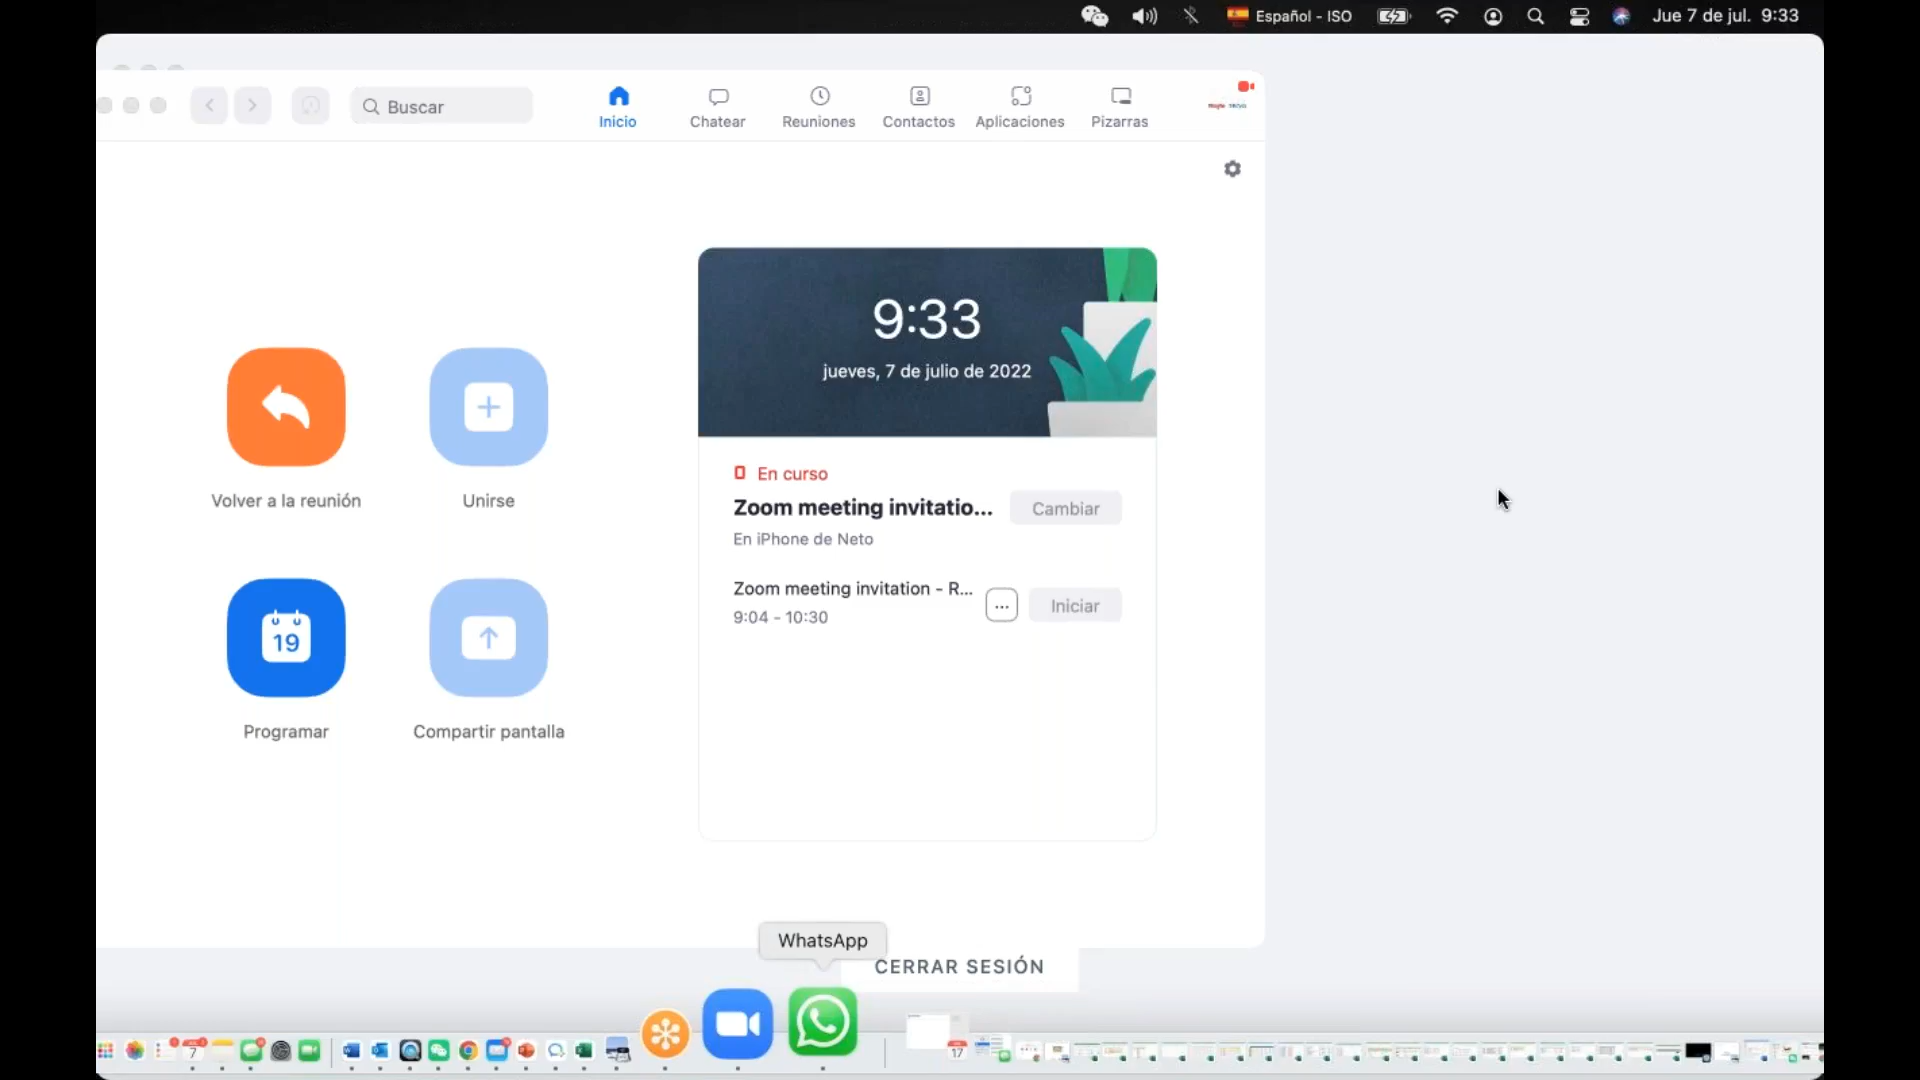 Español - ISO
Jue 7 de jul. 9:33
Buscar
Inicio
Chatear
Reuniones
Contactos
Aplicaciones
Pizarras
9:33
jueves, 7 de julio de 2022
Volver a la reunión
Unirse
En curso
Zoom meeting invitatio...
Cambiar
En iPhone de Neto
Zoom meeting invitation - R...
9:04 - 10:30
...
Iniciar
19
Programar
Compartir pantalla
WhatsApp
CERRAR SESIÓN
7
17